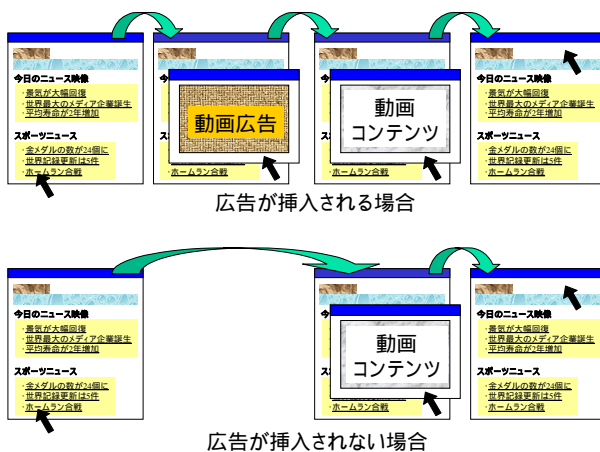 今日のニュース映像
・景気が大幅回復
・世界最大のメディア企業誕生
・平均寿命が2年増加
スポーツニュース
・金メダルの数が24個に
・世界記録更新は5件
・ホームラン合戦
動画広告
・ホームラン合戦
動画
コンテンツ
・ホームラン合戦
今日のニュース映像
・景気が大幅回復
・世界最大のメディア企業誕生
・平均寿命が2年増加
スポーツニュース
・金メダルの数が24個に
・世界記録更新は5件
・ホームラン合戦
広告が挿入される場合
今日のニュース映像
・景気が大幅回復
・世界最大のメディア企業誕生
・平均寿命が2年増加
スポーツニュース
・金メダルの数が24個に
・世界記録更新は5件
・ホームラン合戦
動画
コンテンツ
・ホームラン合戦
今日のニュース映像
・景気が大幅回復
・世界最大のメディア企業誕生
・平均寿命が2年増加
スポーツニュース
・金メダルの数が24個に
・世界記録更新は5件
・ホームラン合戦
広告が挿入されない場合